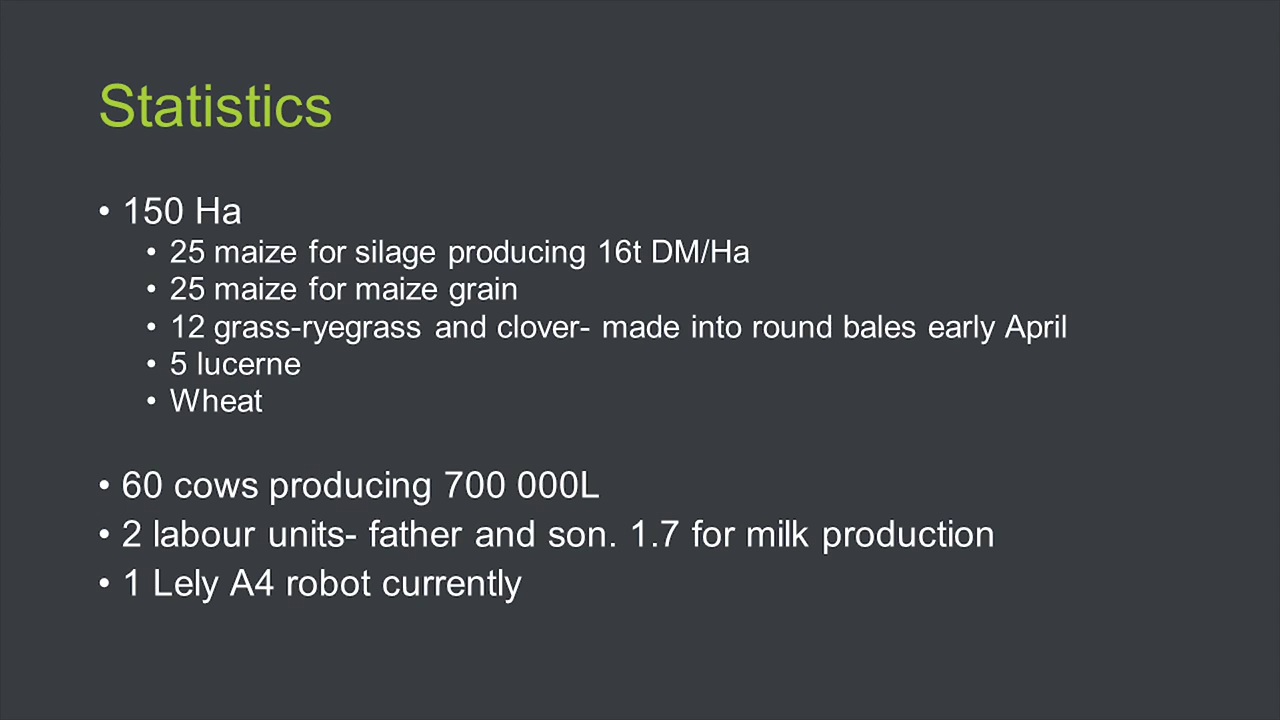 Statistics
• 150 Ha
• 25 maize for silage producing 16t DM/Ha
• 25 maize for maize grain
• 12 grass-ryegrass and clover- made into round bales early April
• 5 lucerne
• Wheat
• 60 cows producing 700 000L
• 2 labour units- father and son. 1.7 for milk production
• 1 Lely A4 robot currently